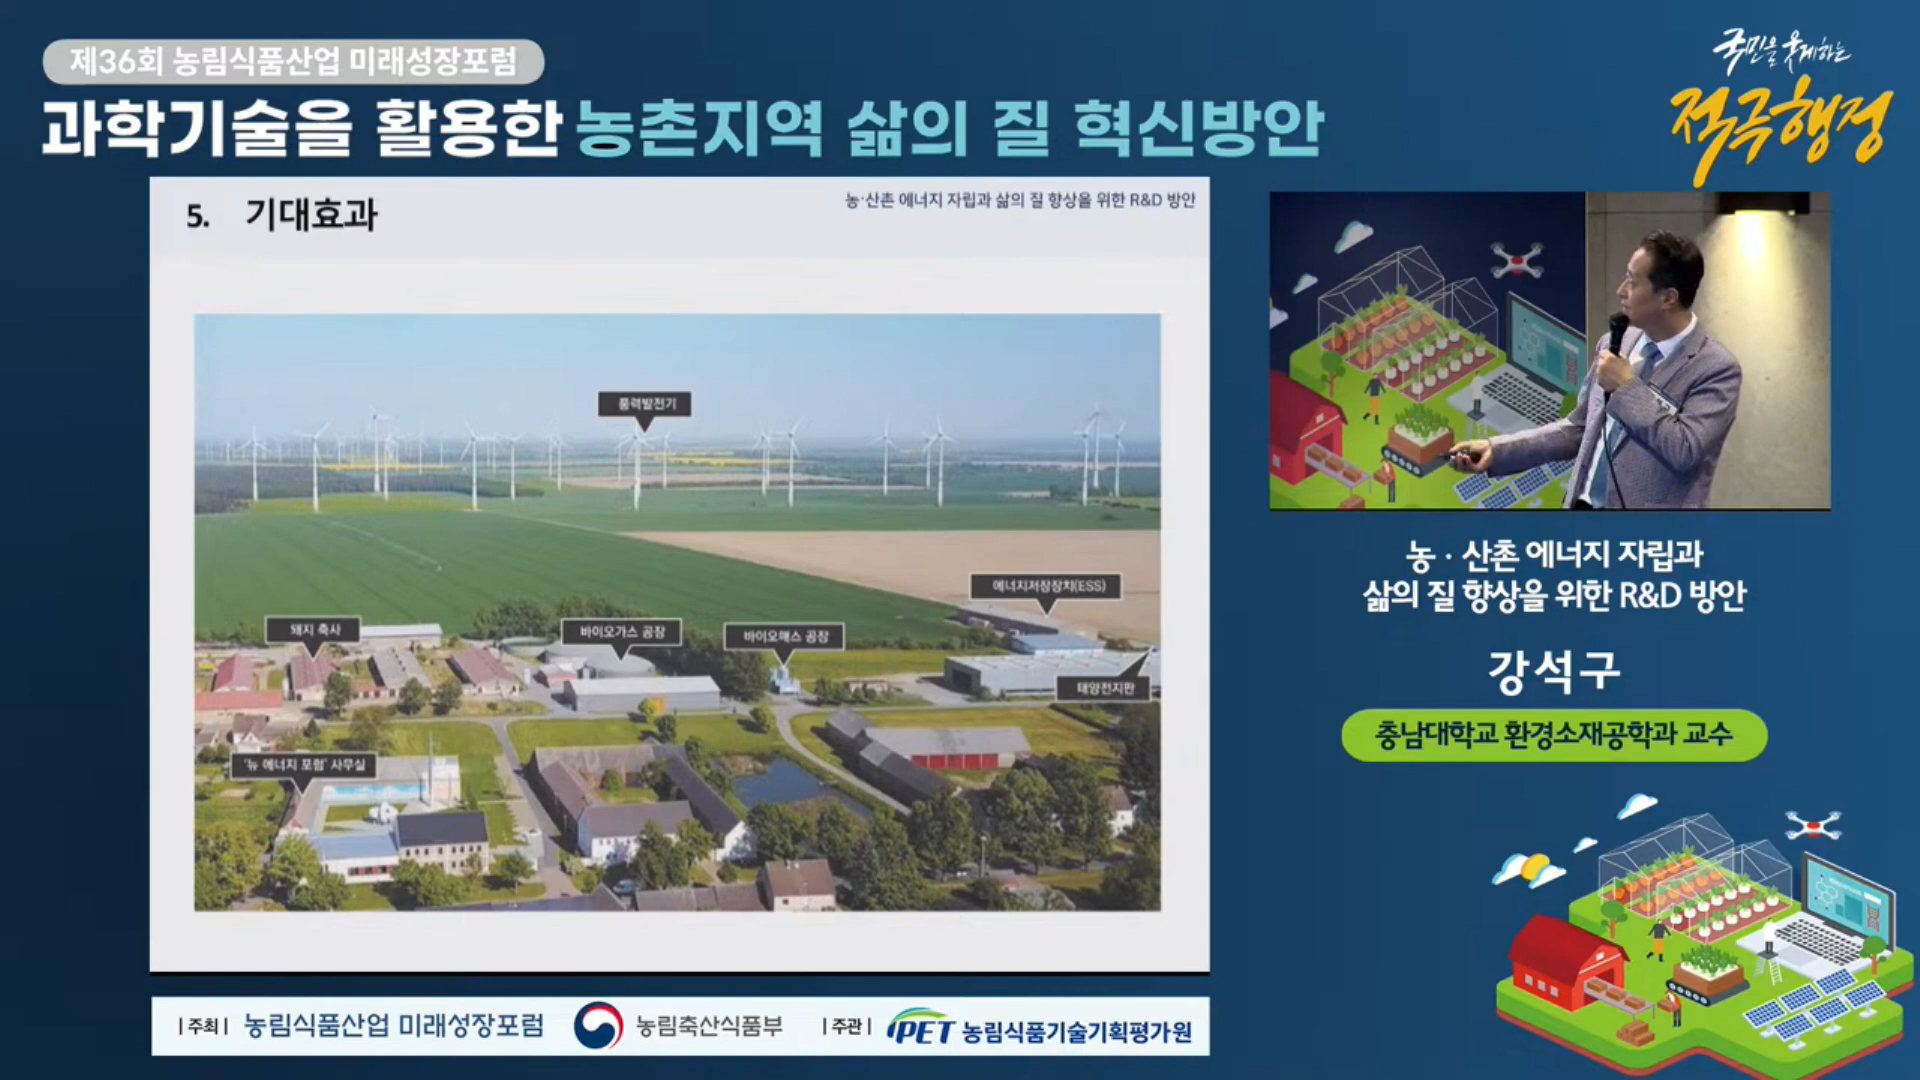 제36회 농림식품산업 미래성장포럼
과학기술을 활용한 농촌지역 삶의 질 혁신방안
국민을 웃게하는
적극행정
5. 기대효과
농·산촌 에너지 자립과 삶의 질 향상을 위한 R&D 방안
풍력발전기
에너지저장장치(ESS)
돼지 축사
바이오가스 공장
바이오매스 공장
태양전지판
'뉴 에너지 포럼' 사무실
농·산촌 에너지 자립과
삶의 질 향상을 위한 R&D 방안
강석구
충남대학교 환경소재공학과 교수
|주최| 농림식품산업 미래성장포럼 농림축산식품부 |주관| iPET 농림식품기술기획평가원